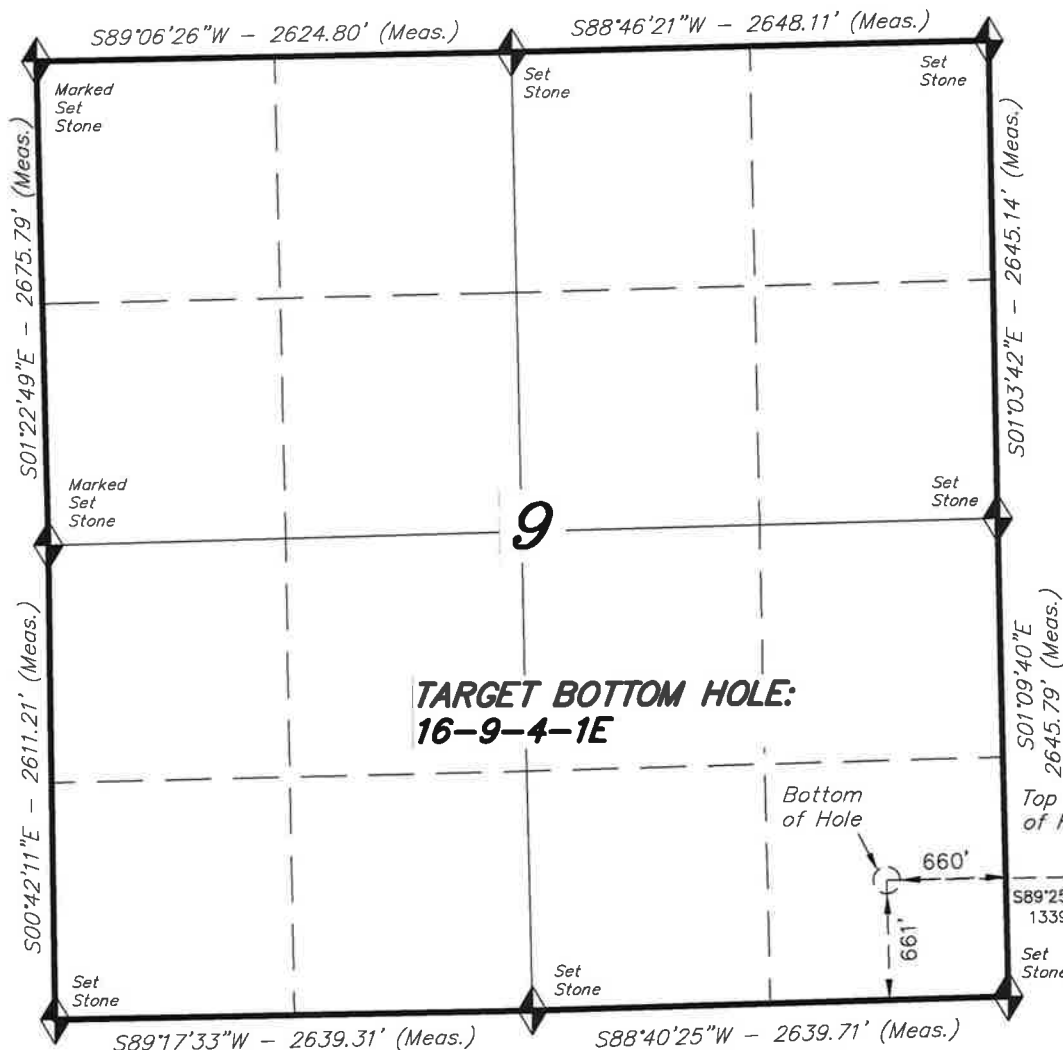 S89°06'26"W - 2624.80' (Meas.)
S88°46'21"W - 2648.11' (Meas.)
Marked
Set
Stone
Set
Stone
Set
Stone
S01°22'49"E - 2675.79' (Meas.)
S01°03'42"E - 2645.14' (Meas.)
Marked
Set
Stone
9
Set
Stone
S00°42'11"E - 2611.21' (Meas.)
S01°09'40"E
2645.79' (Meas.)
TARGET BOTTOM HOLE:
16-9-4-1E
Bottom
of Hole
Top
of
660'
661'
S89°25
1339
Set
Stone
Set
Stone
Set
Stone
S89°17'33"W - 2639.31' (Meas.)
S88°40'25"W - 2639.71' (Meas.)